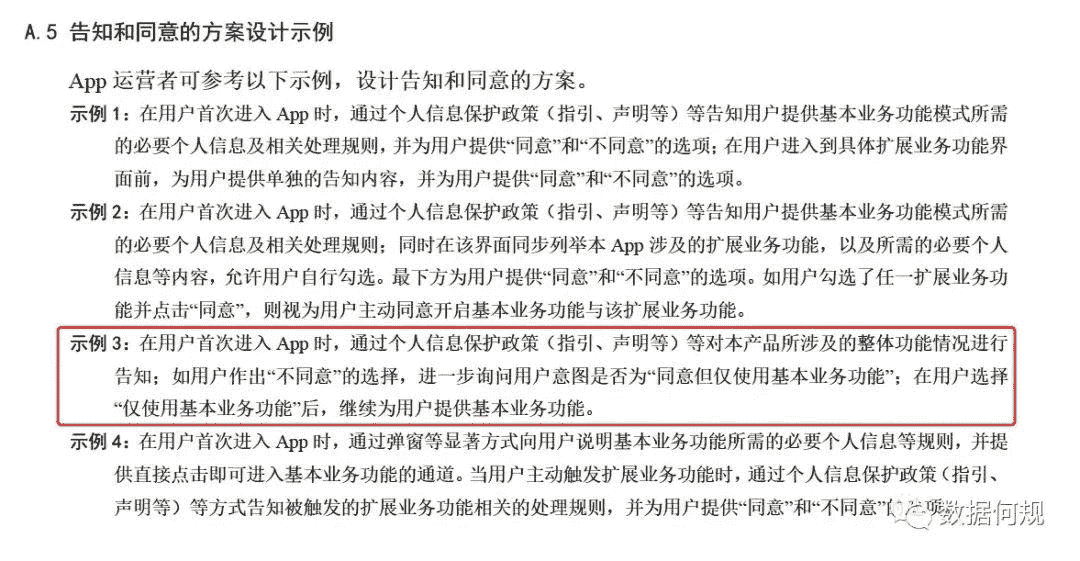 A.5 告知和同意的方案设计示例
App 运营者可参考以下示例，设计告知和同意的方案。
示例 1：在用户首次进入 App 时，通过个人信息保护政策（指引、声明等）等告知用户提供基本业务功能模式所需
的必要个人信息及相关处理规则，并为用户提供“同意”和“不同意”的选项；在用户进入到具体扩展业务功能界
面前，为用户提供单独的告知内容，并为用户提供“同意”和“不同意”的选项。
示例 2：在用户首次进入 App 时，通过个人信息保护政策（指引、声明等）等告知用户提供基本业务功能模式所需
的必要个人信息及相关处理规则；同时在该界面同步列举本 App 涉及的扩展业务功能，以及所需的必要个人
信息等内容，允许用户自行勾选。最下方为用户提供“同意”和“不同意”的选项。如用户勾选了任一扩展业务功
能并点击“同意”，则视为用户主动同意开启基本业务功能与该扩展业务功能。
示例 3：在用户首次进入 App 时，通过个人信息保护政策（指引、声明等）等对本产品所涉及的整体功能情况进行
告知；如用户作出“不同意”的选择，进一步询问用户意图是否为“同意但仅使用基本业务功能”；在用户选择
“仅使用基本业务功能”后，继续为用户提供基本业务功能。
示例 4：在用户首次进入 App 时，通过弹窗等显著方式向用户说明基本业务功能所需的必要个人信息等规则，并提
供直接点击即可进入基本业务功能的通道。当用户主动触发扩展业务功能时，通过个人信息保护政策（指引、
声明等）等方式告知被触发的扩展业务功能相关的处理规则，并为用户提供“同意”和“不同意”的选项
数据何规